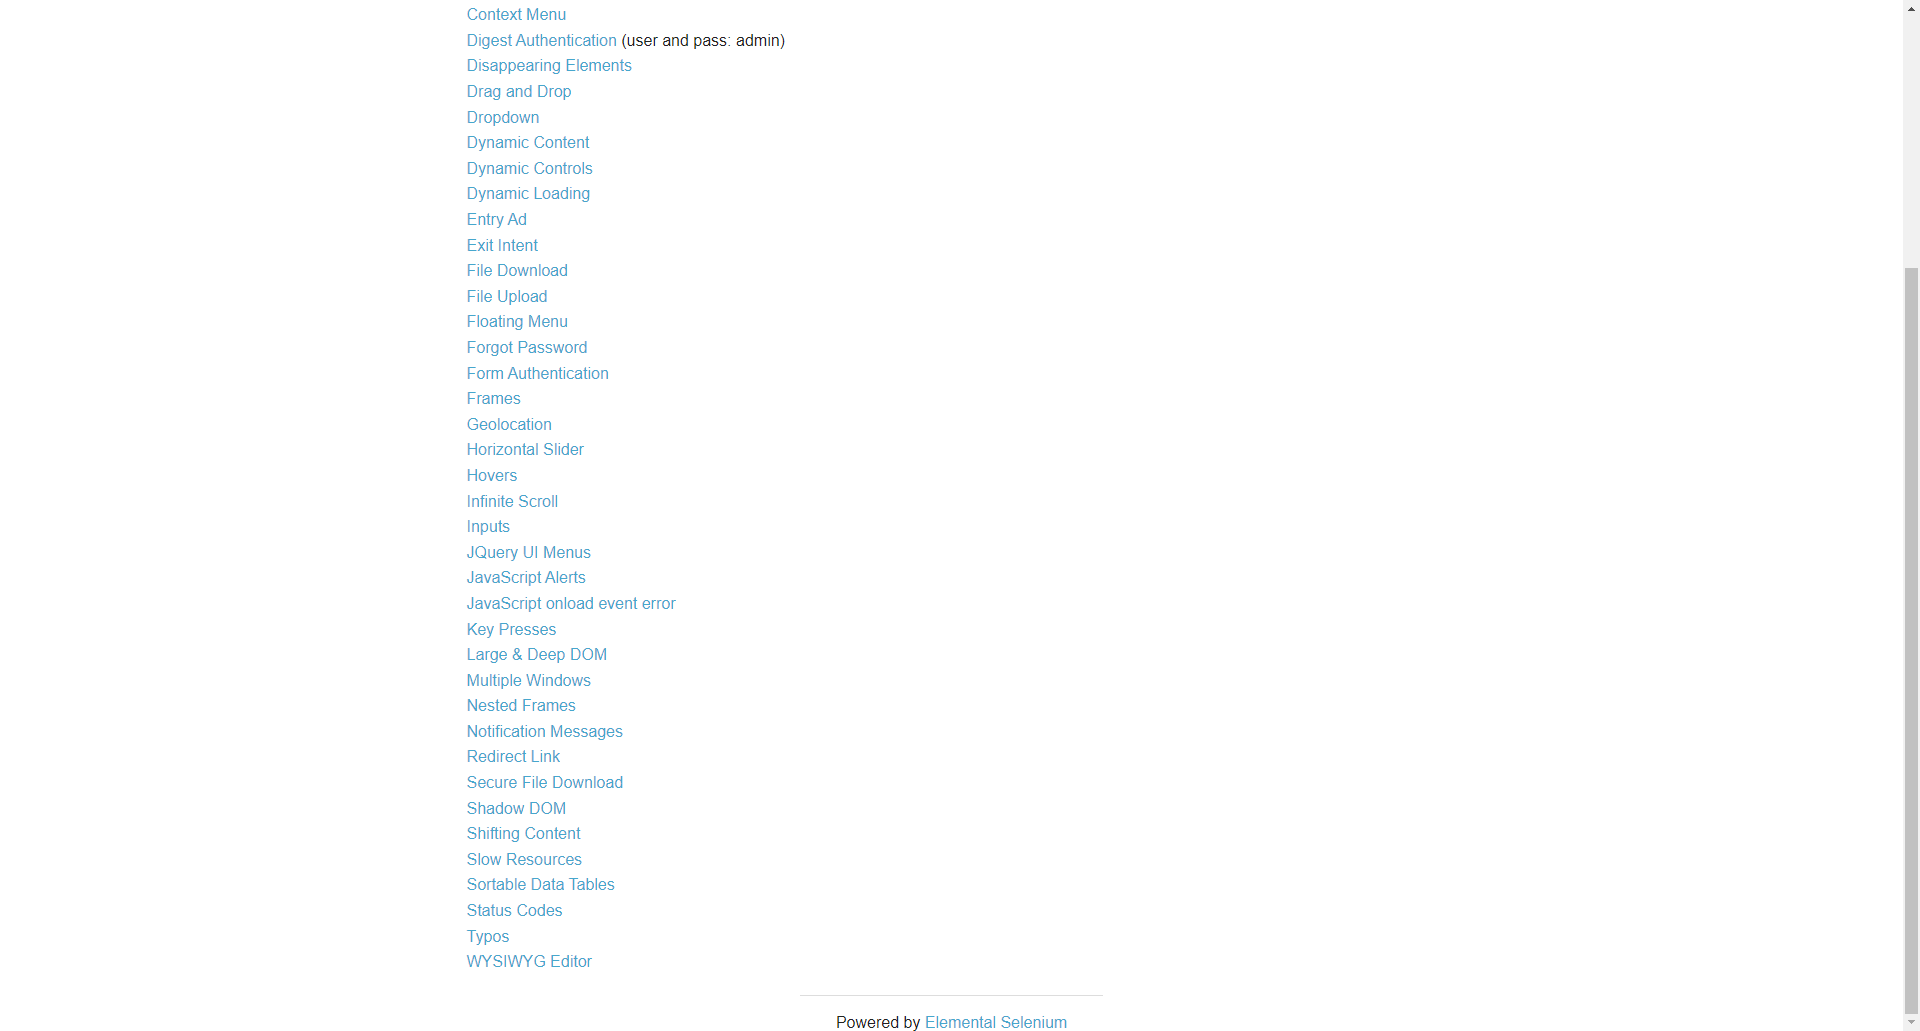 Context Menu
Digest Authentication (user and pass: admin)
Disappearing Elements
Drag and Drop
Dropdown
Dynamic Content
Dynamic Controls
Dynamic Loading
Entry Ad
Exit Intent
File Download
File Upload
Floating Menu
Forgot Password
Form Authentication
Frames
Geolocation
Horizontal Slider
Hovers
Infinite Scroll
Inputs
JQuery UI Menus
JavaScript Alerts
JavaScript onload event error
Key Presses
Large & Deep DOM
Multiple Windows
Nested Frames
Notification Messages
Redirect Link
Secure File Download
Shadow DOM
Shifting Content
Slow Resources
Sortable Data Tables
Status Codes
Typos
WYSIWYG Editor
Powered by Elemental Selenium